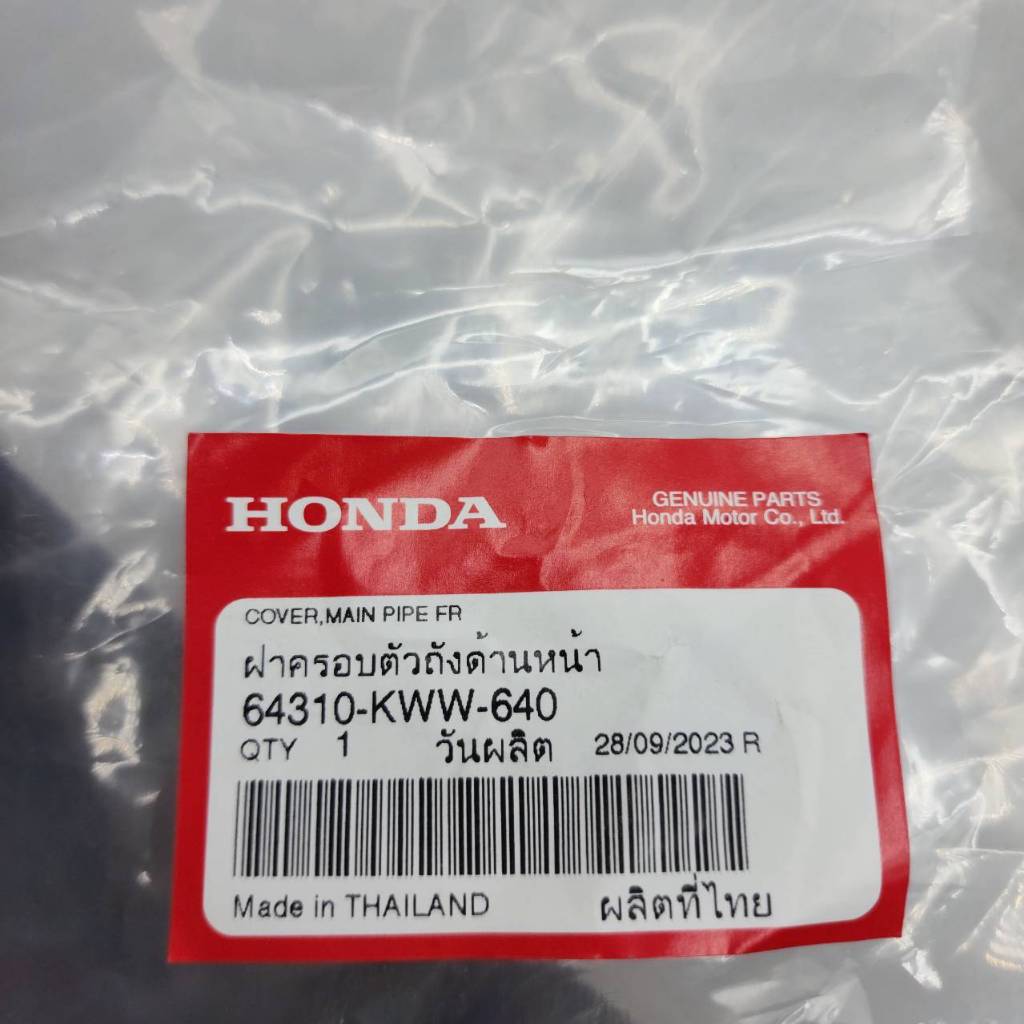 HONDA
GENUINE PARTS
Honda Motor Co., Ltd.
COVER,MAIN PIPE FR
ฝาครอบตัวถังด้านหน้า
64310-KWW-640
QTY 1 วันผลิต 28/09/2023 R
Made in THAILAND ผลิตที่ไทย